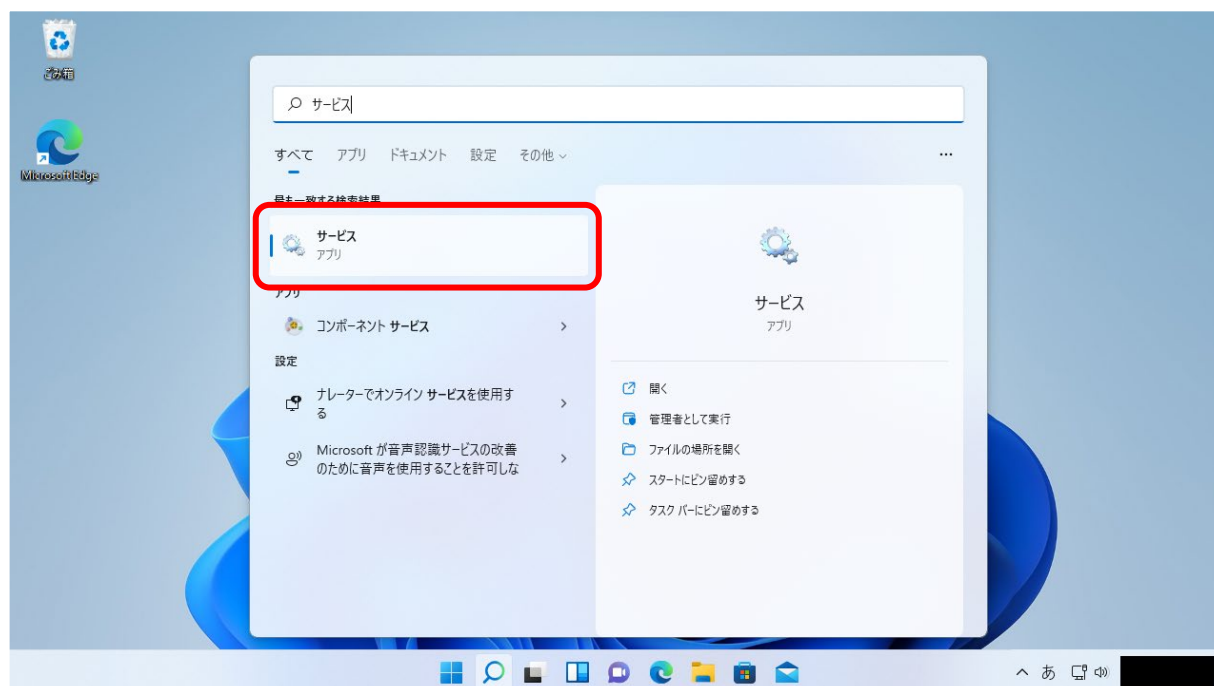 ごみ箱
Microsoft Edge
サービス
すべて アプリ ドキュメント 設定 その他
最も一致する検索結果
サービス
アプリ
アプリ
コンポーネント サービス
設定
ナレーターでオンライン サービスを使用す
る
Microsoft が音声認識サービスの改善
のために音声を使用することを許可しな
サービス
アプリ
開く
管理者として実行
ファイルの場所を開く
スタートにピン留めする
タスク バーにピン留めする
あ